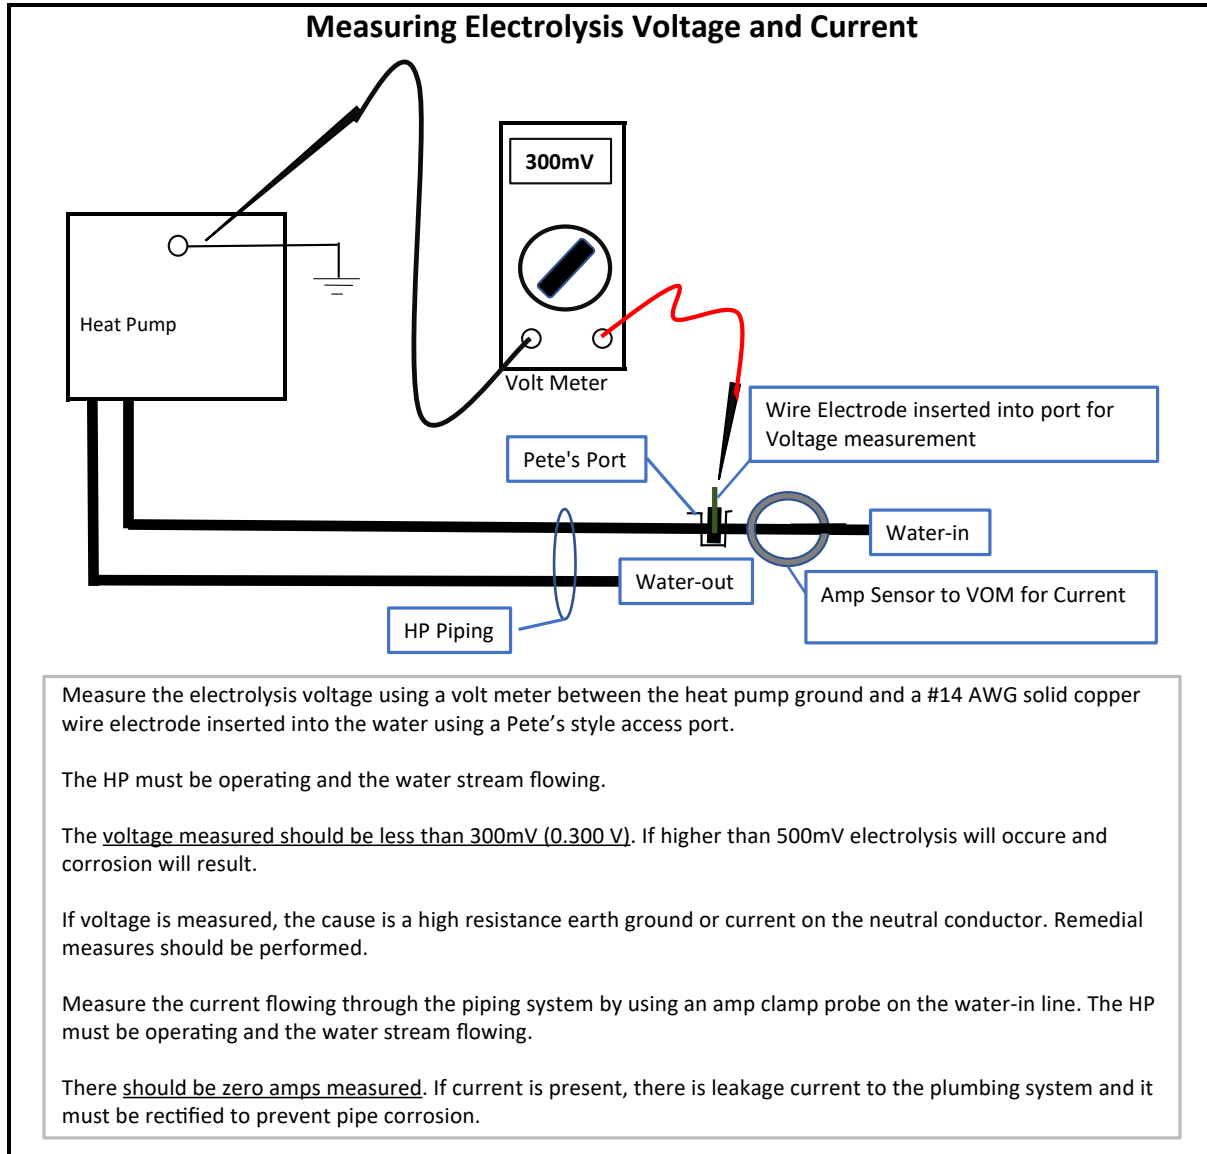 Measuring Electrolysis Voltage and Current
300mV
Heat Pump
Volt Meter
Wire Electrode inserted into port for
Voltage measurement
Pete's Port
Water-in
Water-out
Amp Sensor to VOM for Current
HP Piping
Measure the electrolysis voltage using a volt meter between the heat pump ground and a #14 AWG solid copper
wire electrode inserted into the water using a Pete’s style access port.
The HP must be operating and the water stream flowing.
The voltage measured should be less than 300mV (0.300 V). If higher than 500mV electrolysis will occure and
corrosion will result.
If voltage is measured, the cause is a high resistance earth ground or current on the neutral conductor. Remedial
measures should be performed.
Measure the current flowing through the piping system by using an amp clamp probe on the water-in line. The HP
must be operating and the water stream flowing.
There should be zero amps measured. If current is present, there is leakage current to the plumbing system and it
must be rectified to prevent pipe corrosion.